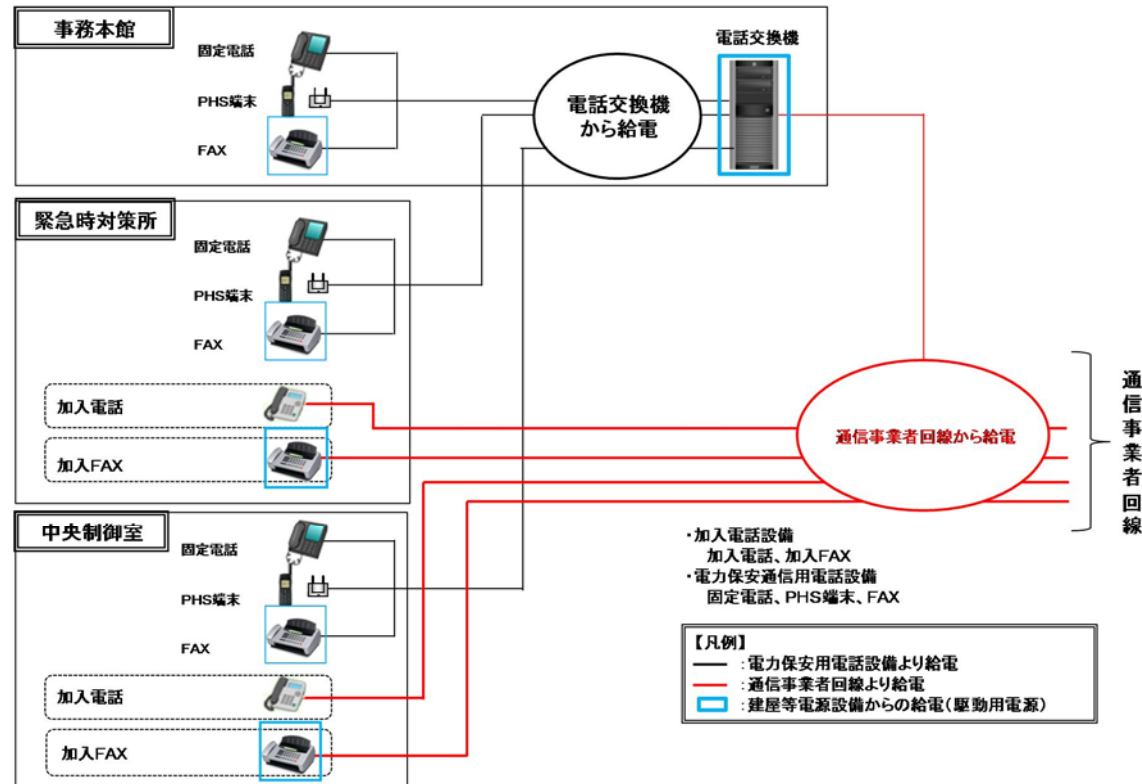 事務本館
固定電話
PHS端末
FAX
電話交換機
から給電
電話交換機
緊急時対策所
固定電話
PHS端末
FAX
加入電話
加入FAX
通信事業者回線から給電
通信事業者回線
中央制御室
固定電話
PHS端末
FAX
加入電話
加入FAX
・加入電話設備
加入電話、加入FAX
・電力保安通信用電話設備
固定電話、PHS端末、FAX
【凡例】
：電力保安用電話設備より給電
：通信事業者回線より給電
：建屋等電源設備からの給電（駆動用電源）